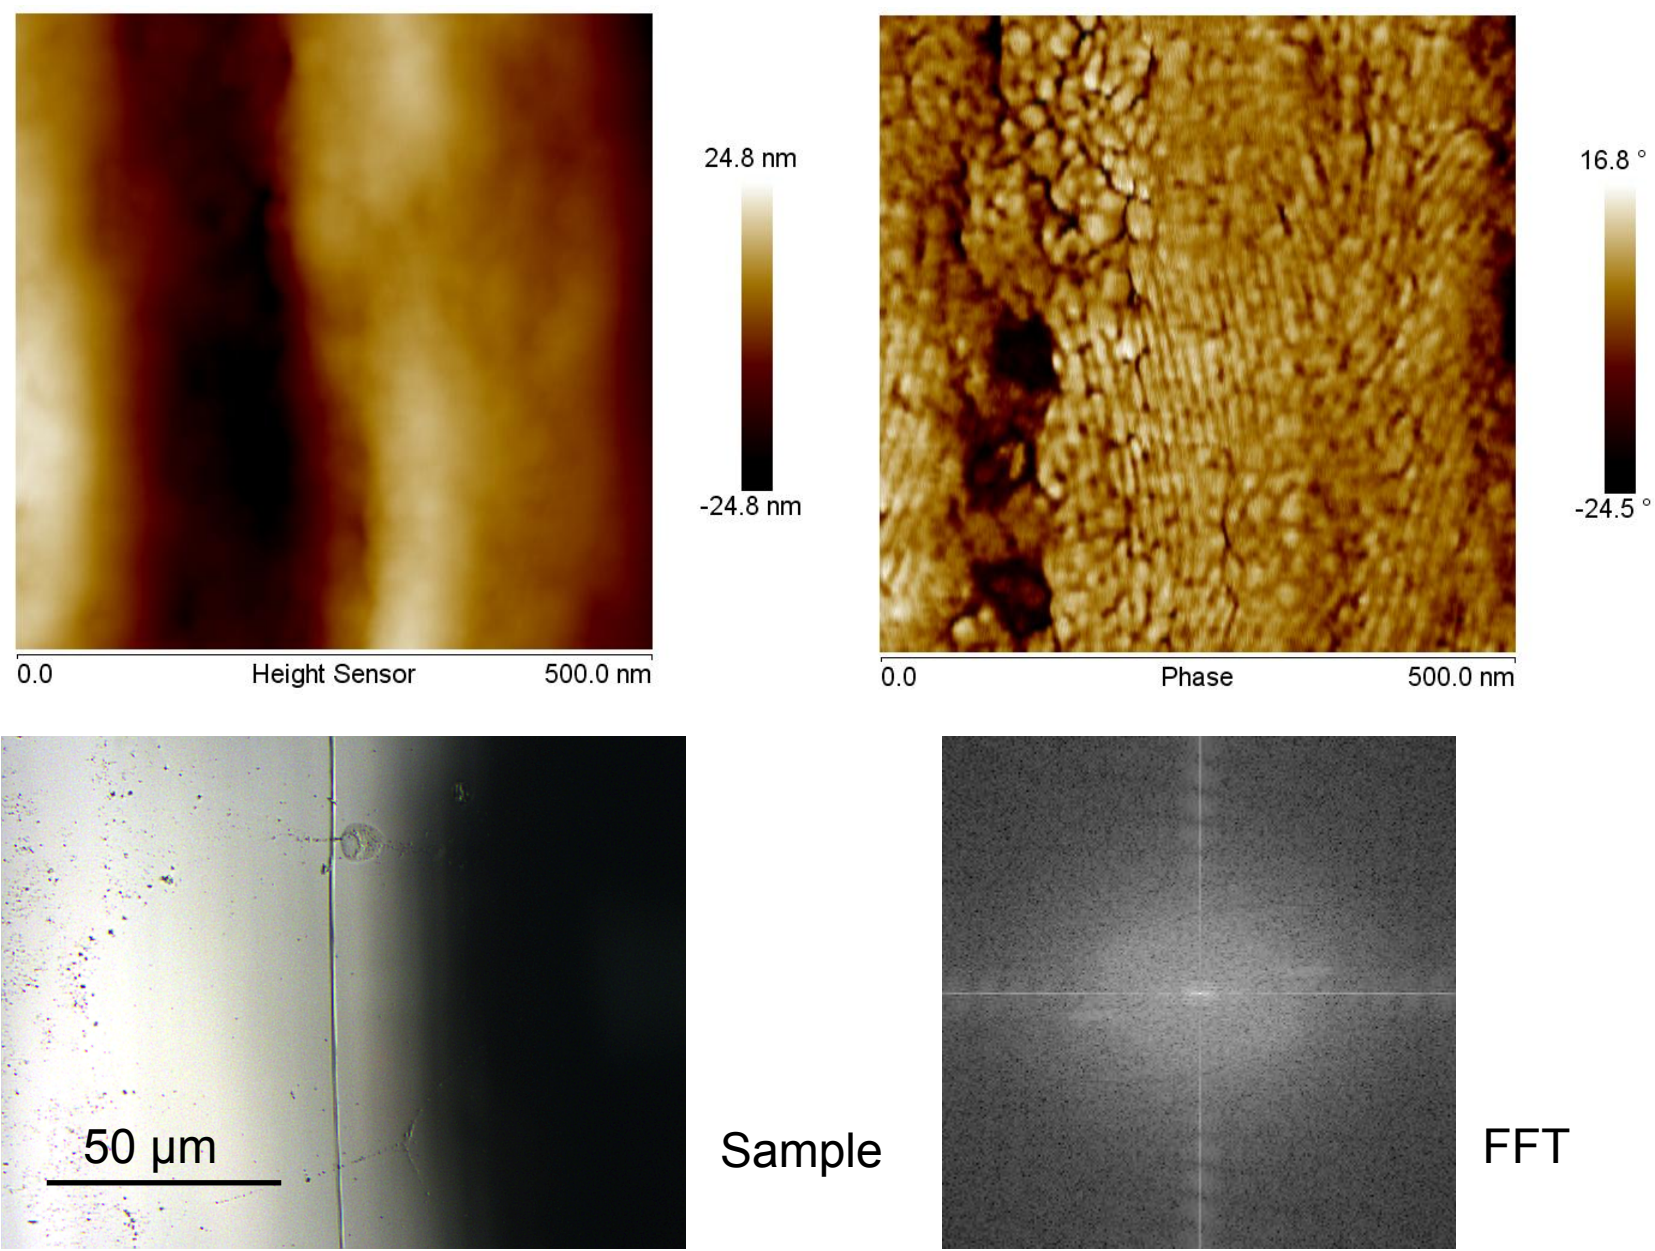 24.8 nm
-24.8 nm
0.0 Height Sensor 500.0 nm
16.8 °
-24.5 °
0.0 Phase 500.0 nm
50 µm
Sample
FFT